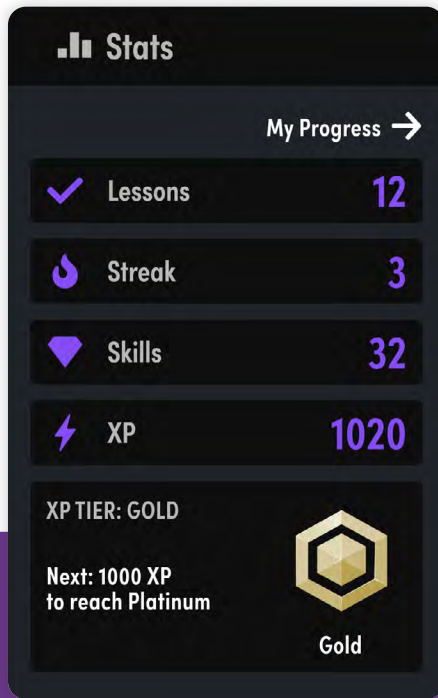 Stats
My Progress
Lessons 12
Streak 3
Skills 32
XP 1020
XP TIER: GOLD
Next: 1000 XP
to reach Platinum
Gold